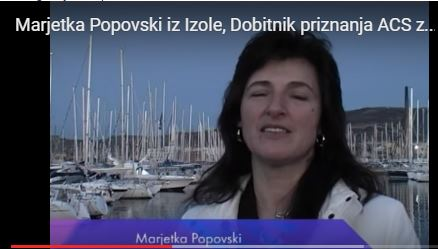 Marjetka Popovski iz Izole, Dobitnik priznanja ACS z...
Marjetka Popovski